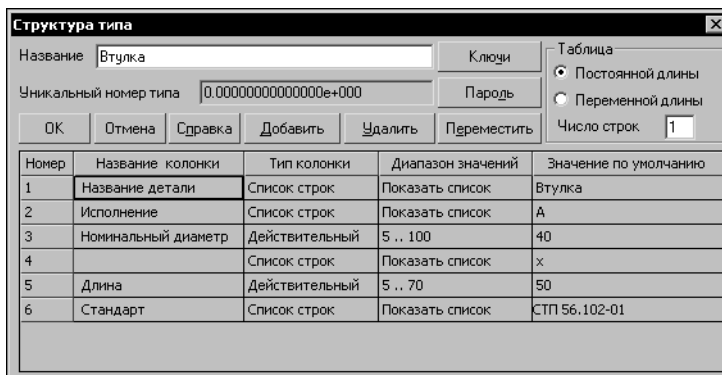 Структура типа
Название Втулка Ключи Таблица
Постоянной длины
Уникальный номер типа 0.00000000000000e+000 Пароль Переменной длины
OK Отмена Справка Добавить Удалить Переместить Число строк 1
Номер Название колонки Тип колонки Диапазон значений Значение по умолчанию
1 Название детали Список строк Показать список Втулка
2 Исполнение Список строк Показать список А
3 Номинальный диаметр Действительный 5 .. 100 40
4 Список строк Показать список x
5 Длина Действительный 5 .. 70 50
6 Стандарт Список строк Показать список СТП 56.102-01